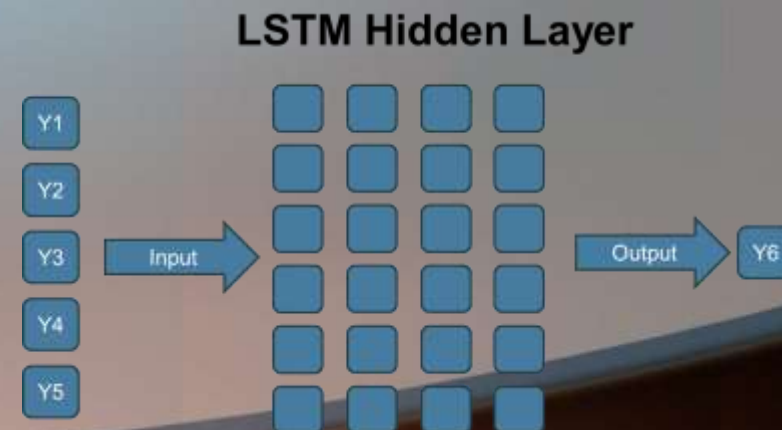 LSTM Hidden Layer
Y1
Y2
Y3
Y4
Y5
Input
Output
Y6